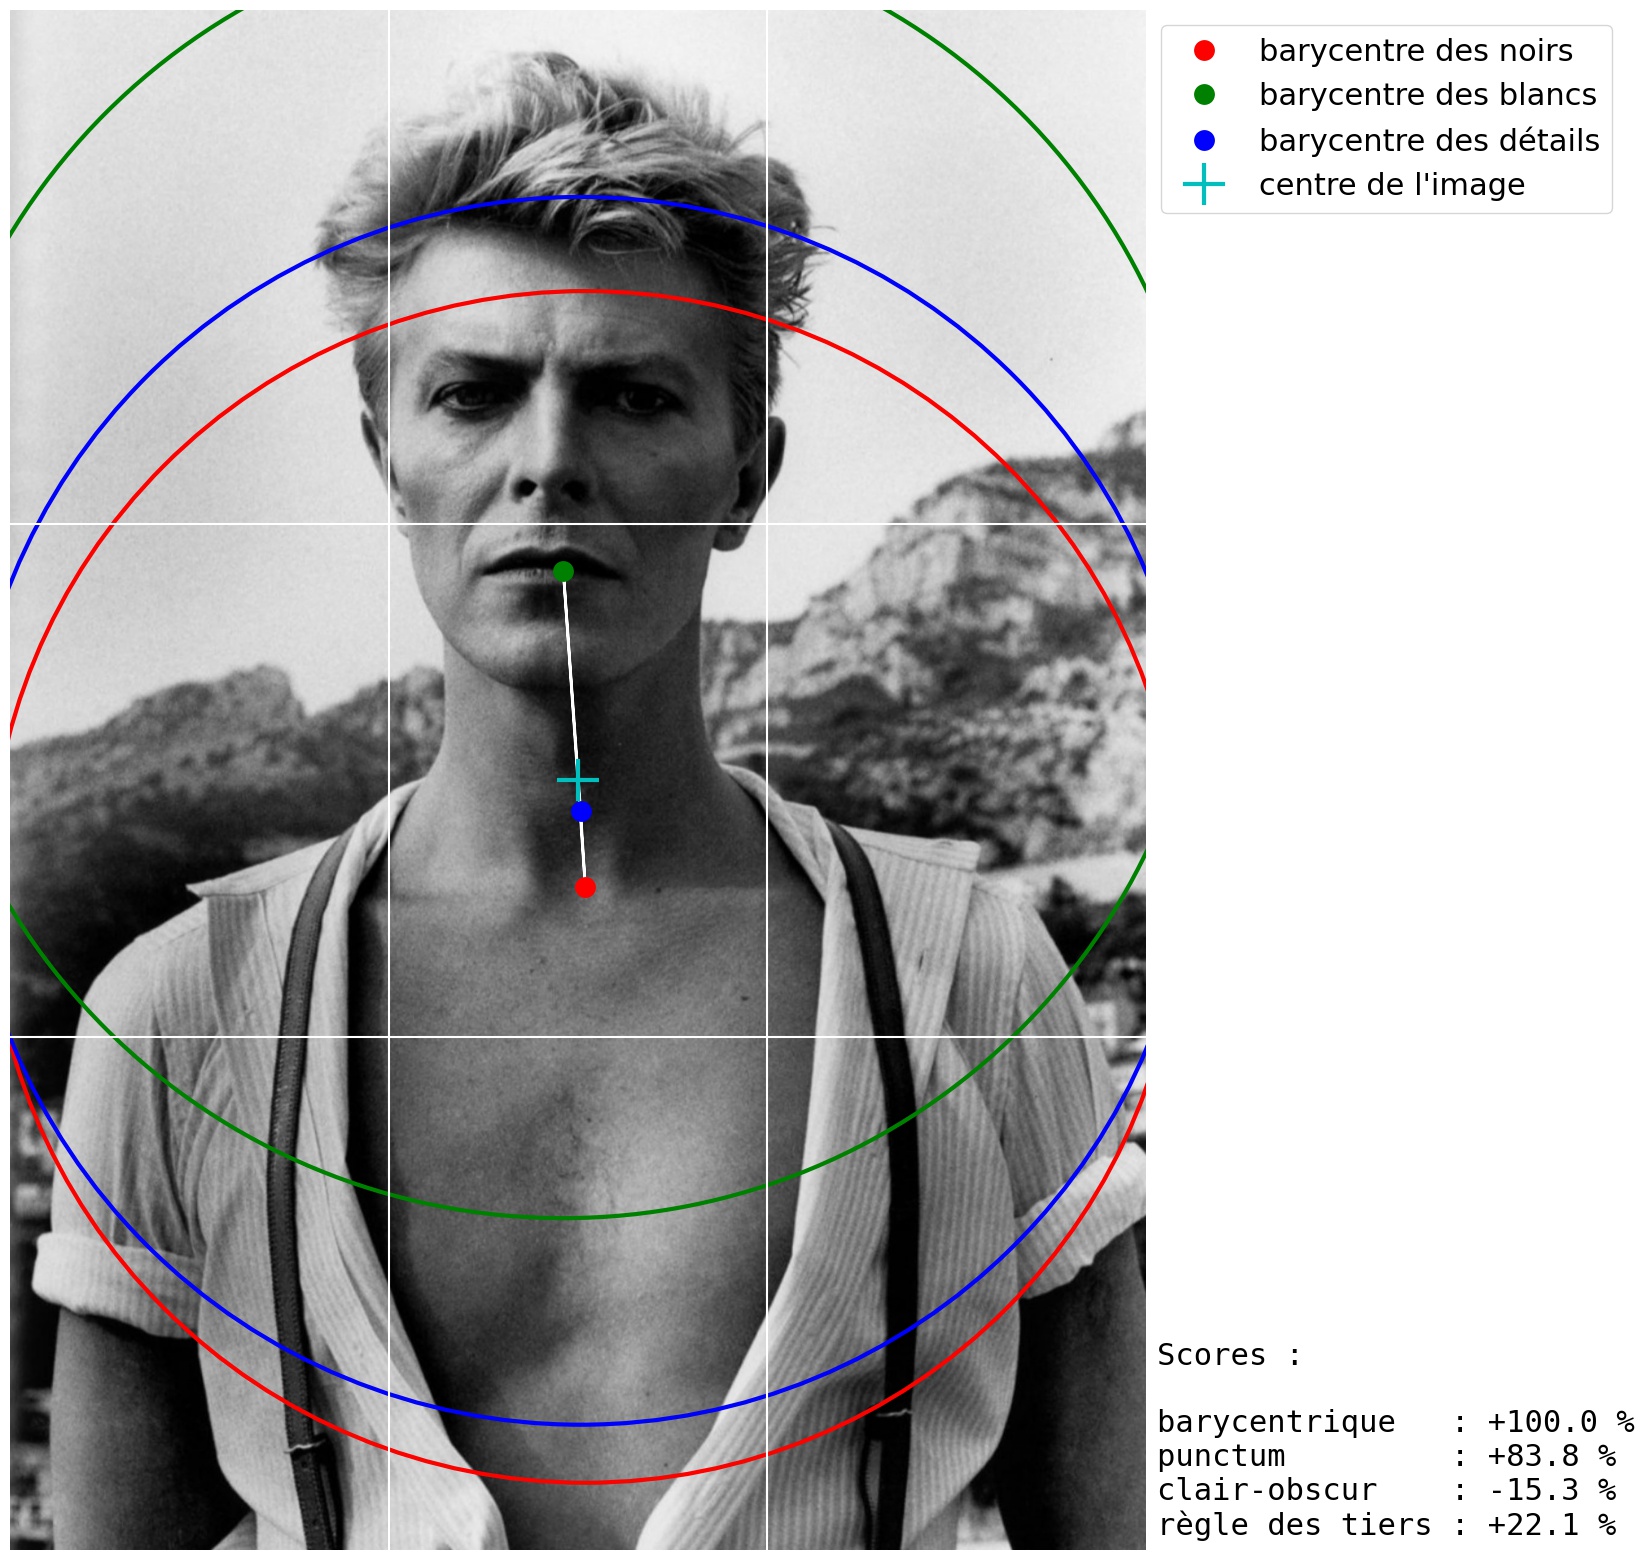 barycentre des noirs
barycentre des blancs
barycentre des détails
centre de l'image
Scores :
barycentrique : +100.0 %
punctum : +83.8 %
clair-obscur : -15.3 %
règle des tiers : +22.1 %